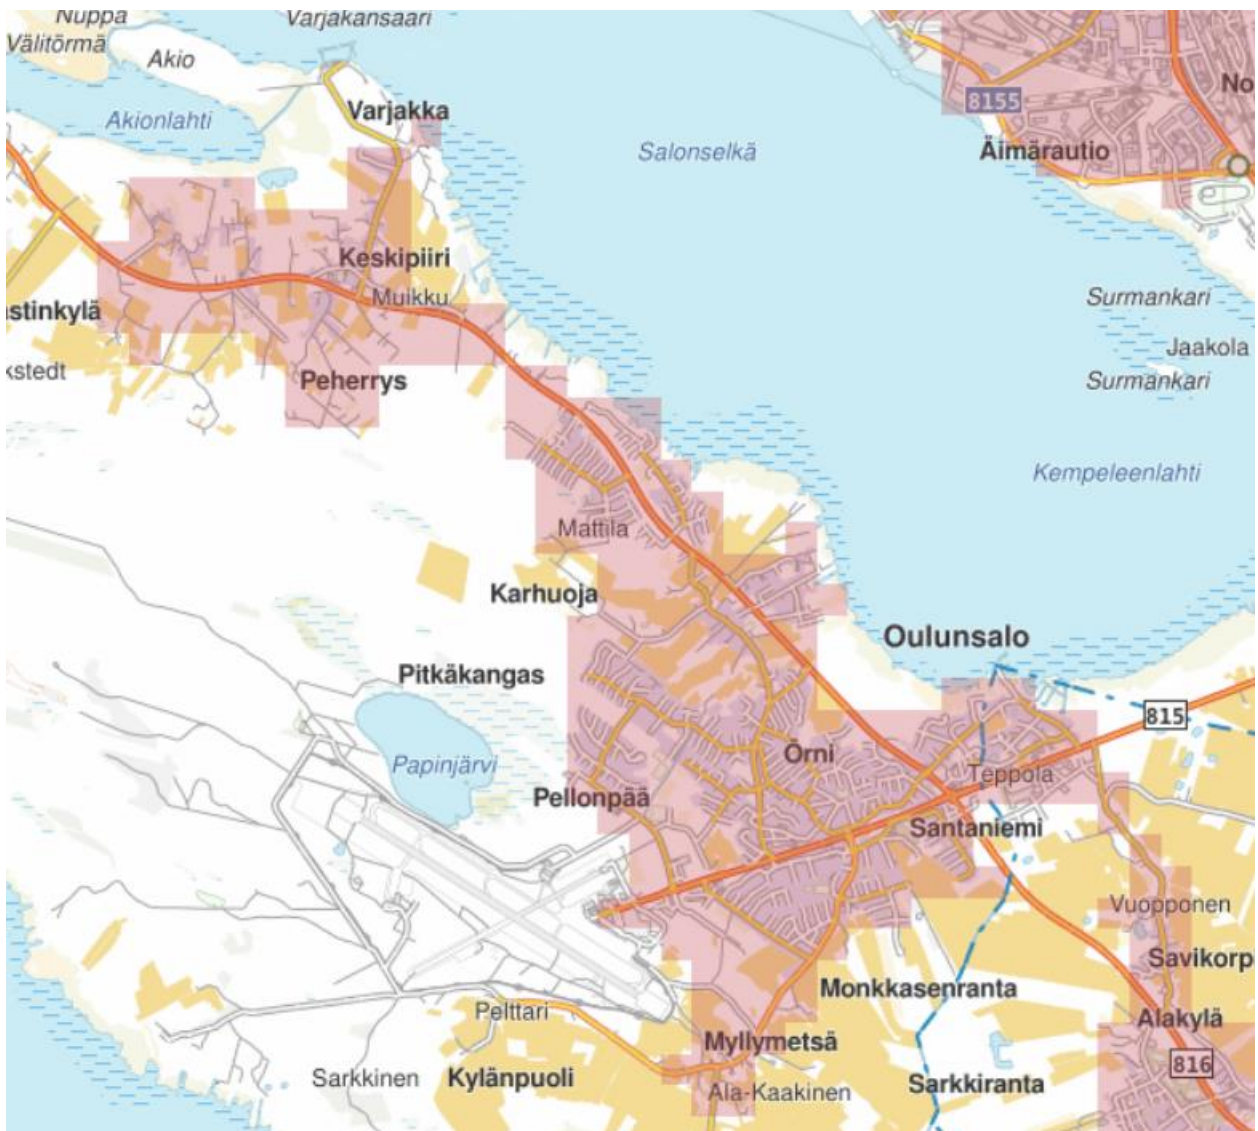 Nuppa
Varjakansaari
Välitörmä
Akio
Varjakka
8155
No
Akionlahti
Salonselkä
Äimärautio
Keskipiiri
Muikku
Surmankari
stinkylä
Jaakola
kstedt
Peherrys
Surmankari
Kempeleenlahti
Mattila
Karhuoja
Oulunsalo
Pitkäkangas
815
Örni
Papinjärvi
Teppola
Pellonpää
Santaniemi
Vuopponen
Savikorp
Monkkasenranta
Pelttari
Alakylä
Myllymetsä
816
Sarkkinen
Kylänpuoli
Sarkkiranta
Ala-Kaakinen